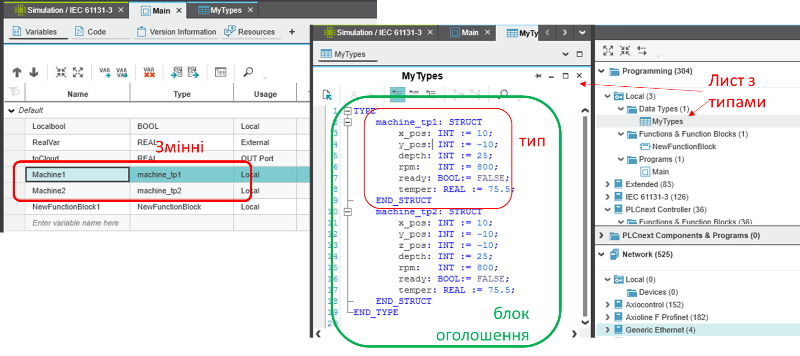 Simulation / IEC 61131-3
Main
MyTypes
Variables
Code
Version Information
Resources
Name
Type
Usage
Default
Localbool
BOOL
Local
RealVar
REAL
External
Змінні
toCloud
REAL
OUT Port
Machine1
machine_tp1
Local
Machine2
machine_tp2
Local
NewFunctionBlock1
NewFunctionBlock
Local
Enter variable name here
Simulation / IEC 61131-3
Main
MyTypes
MyTypes
1 TYPE
2 machine_tp1: STRUCT
3 x_pos: INT := 10;
4 y_pos: INT := -10;
5 depth: INT := 25;
6 rpm: INT := 800;
7 ready: BOOL:= FALSE;
8 temper: REAL := 75.5;
9 END_STRUCT
10 machine_tp2: STRUCT
11 x_pos: INT := 10;
12 y_pos: INT := -10;
13 z_pos: INT := -10;
14 depth: INT := 25;
15 rpm: INT := 800;
16 ready: BOOL:=FALSE;
17 temper: REAL := 75.5;
18 END_STRUCT
19 END_TYPE
тип
блок
оголошення
Лист з
типами
Programming (304)
Local (3)
Data Types (1)
MyTypes
Functions & Function Blocks (1)
NewFunctionBlock
Programs (1)
Main
Extended (83)
IEC 61131-3 (126)
PLCnext Controller (36)
Functions & Function Blocks (36)
PLCnext Components & Programs (0)
Network (525)
Local (0)
Devices (0)
Axiocontrol (152)
Axioline F Profinet (182)
Generic Ethernet (4)